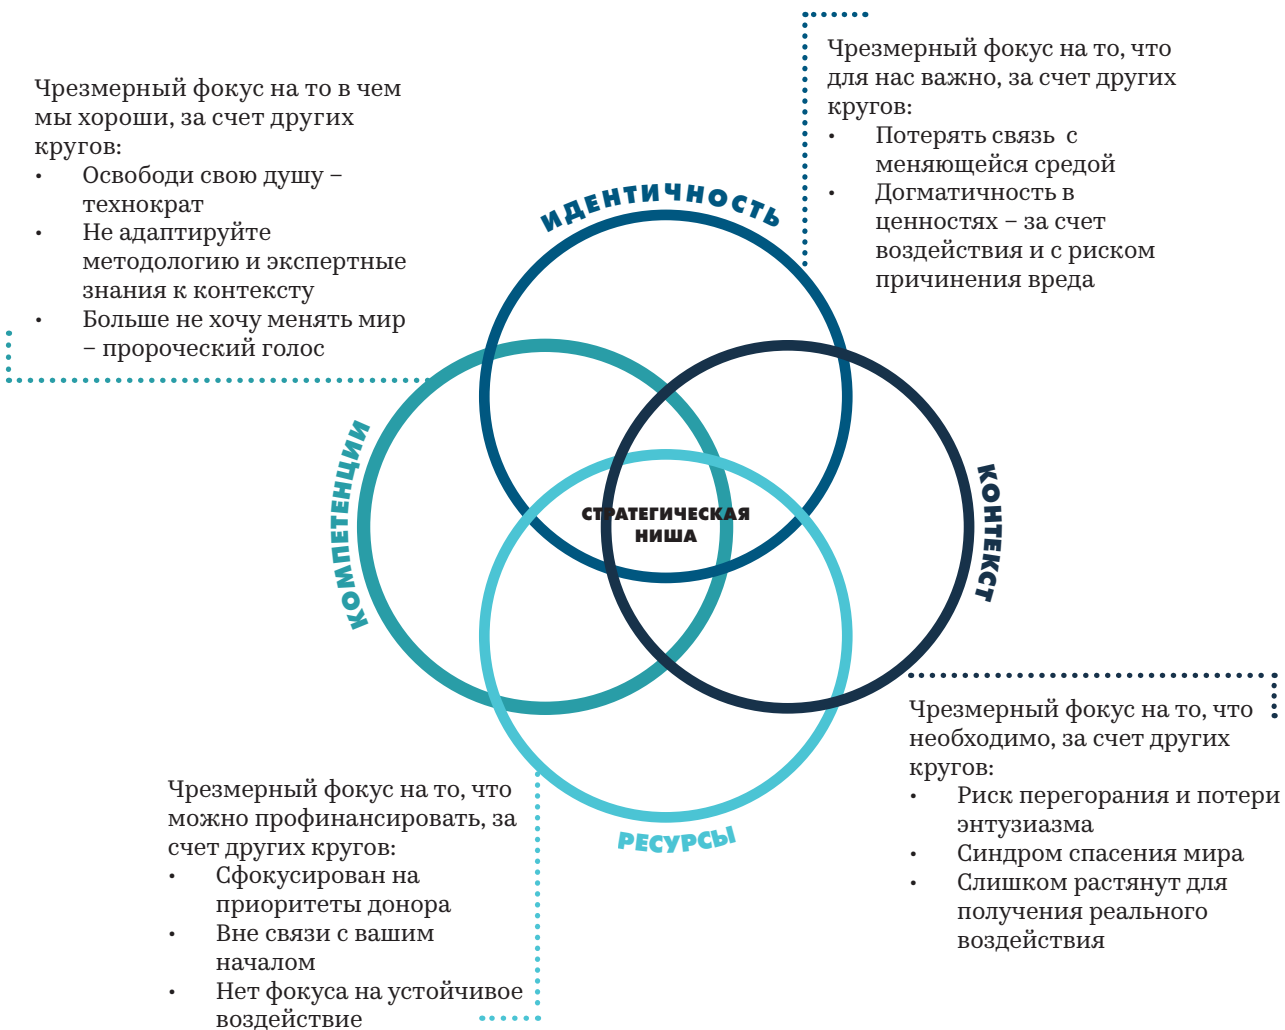 Чрезмерный фокус на то в чем
мы хороши, за счет других
кругов:
• Освободи свою душу –
технократ
• Не адаптируйте
методологию и экспертные
знания к контексту
• Больше не хочу менять мир
– пророческий голос
Чрезмерный фокус на то, что
для нас важно, за счет других
кругов:
• Потерять связь с
меняющейся средой
• Догматичность в
ценностях – за счет
воздействия и с риском
причинения вреда
ИДЕНТИЧНОСТЬ
КОМПЕТЕНЦИИ
КОНТЕКСТ
СТРАТЕГИЧЕСКАЯ
НИША
РЕСУРСЫ
Чрезмерный фокус на то, что
необходимо, за счет других
кругов:
• Риск перегорания и потери
энтузиазма
• Синдром спасения мира
• Слишком растянут для
получения реального
воздействия
Чрезмерный фокус на то, что
можно профинансировать, за
счет других кругов:
• Сфокусирован на
приоритеты донора
• Вне связи с вашим
началом
• Нет фокуса на устойчивое
воздействие